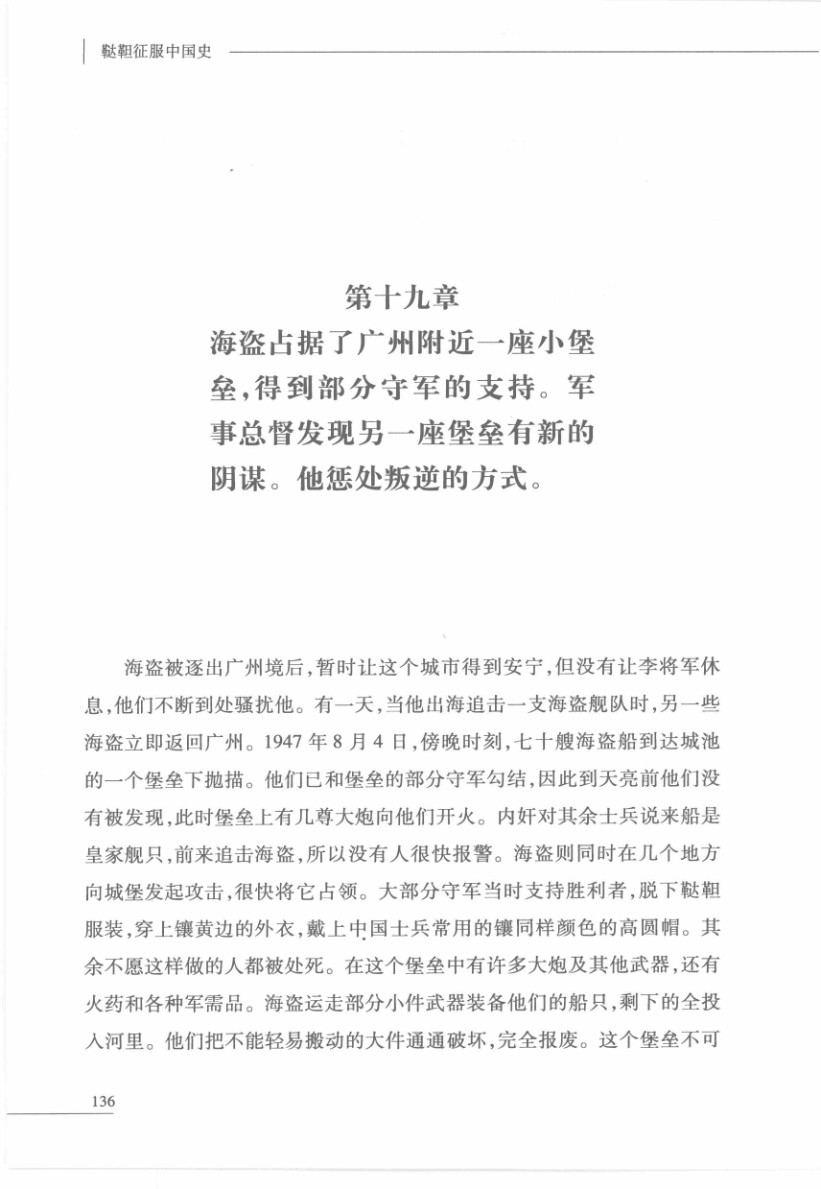 鞑靼征服中国史
第十九章
海盗占据了广州附近一座小堡
垒,得到部分守军的支持。军
事总督发现另一座堡垒有新的
阴谋。他惩处叛逆的方式。
海盗被逐出广州境后,暂时让这个城市得到安宁,但没有让李将军休
息,他们不断到处骚扰他。有一天,当他出海追击一支海盗舰队时,另一些
海盗立即返回广州。1947年8月4日,傍晚时刻,七十艘海盗船到达城池
的一个堡垒下抛描。他们已和堡垒的部分守军勾结,因此到天亮前他们没
有被发现,此时堡垒上有几尊大炮向他们开火。内奸对其余士兵说来船是
皇家舰只,前来追击海盗,所以没有人很快报警。海盗则同时在几个地方
向城堡发起攻击,很快将它占领。大部分守军当时支持胜利者,脱下鞑靼
服装,穿上镶黄边的外衣,戴上中国士兵常用的镶同样颜色的高圆帽。其
余不愿这样做的人都被处死。在这个堡垒中有许多大炮及其他武器,还有
火药和各种军需品。海盗运走部分小件武器装备他们的船只,剩下的全投
入河里。他们把不能轻易搬动的大件通通破坏,完全报废。这个堡垒不可
136